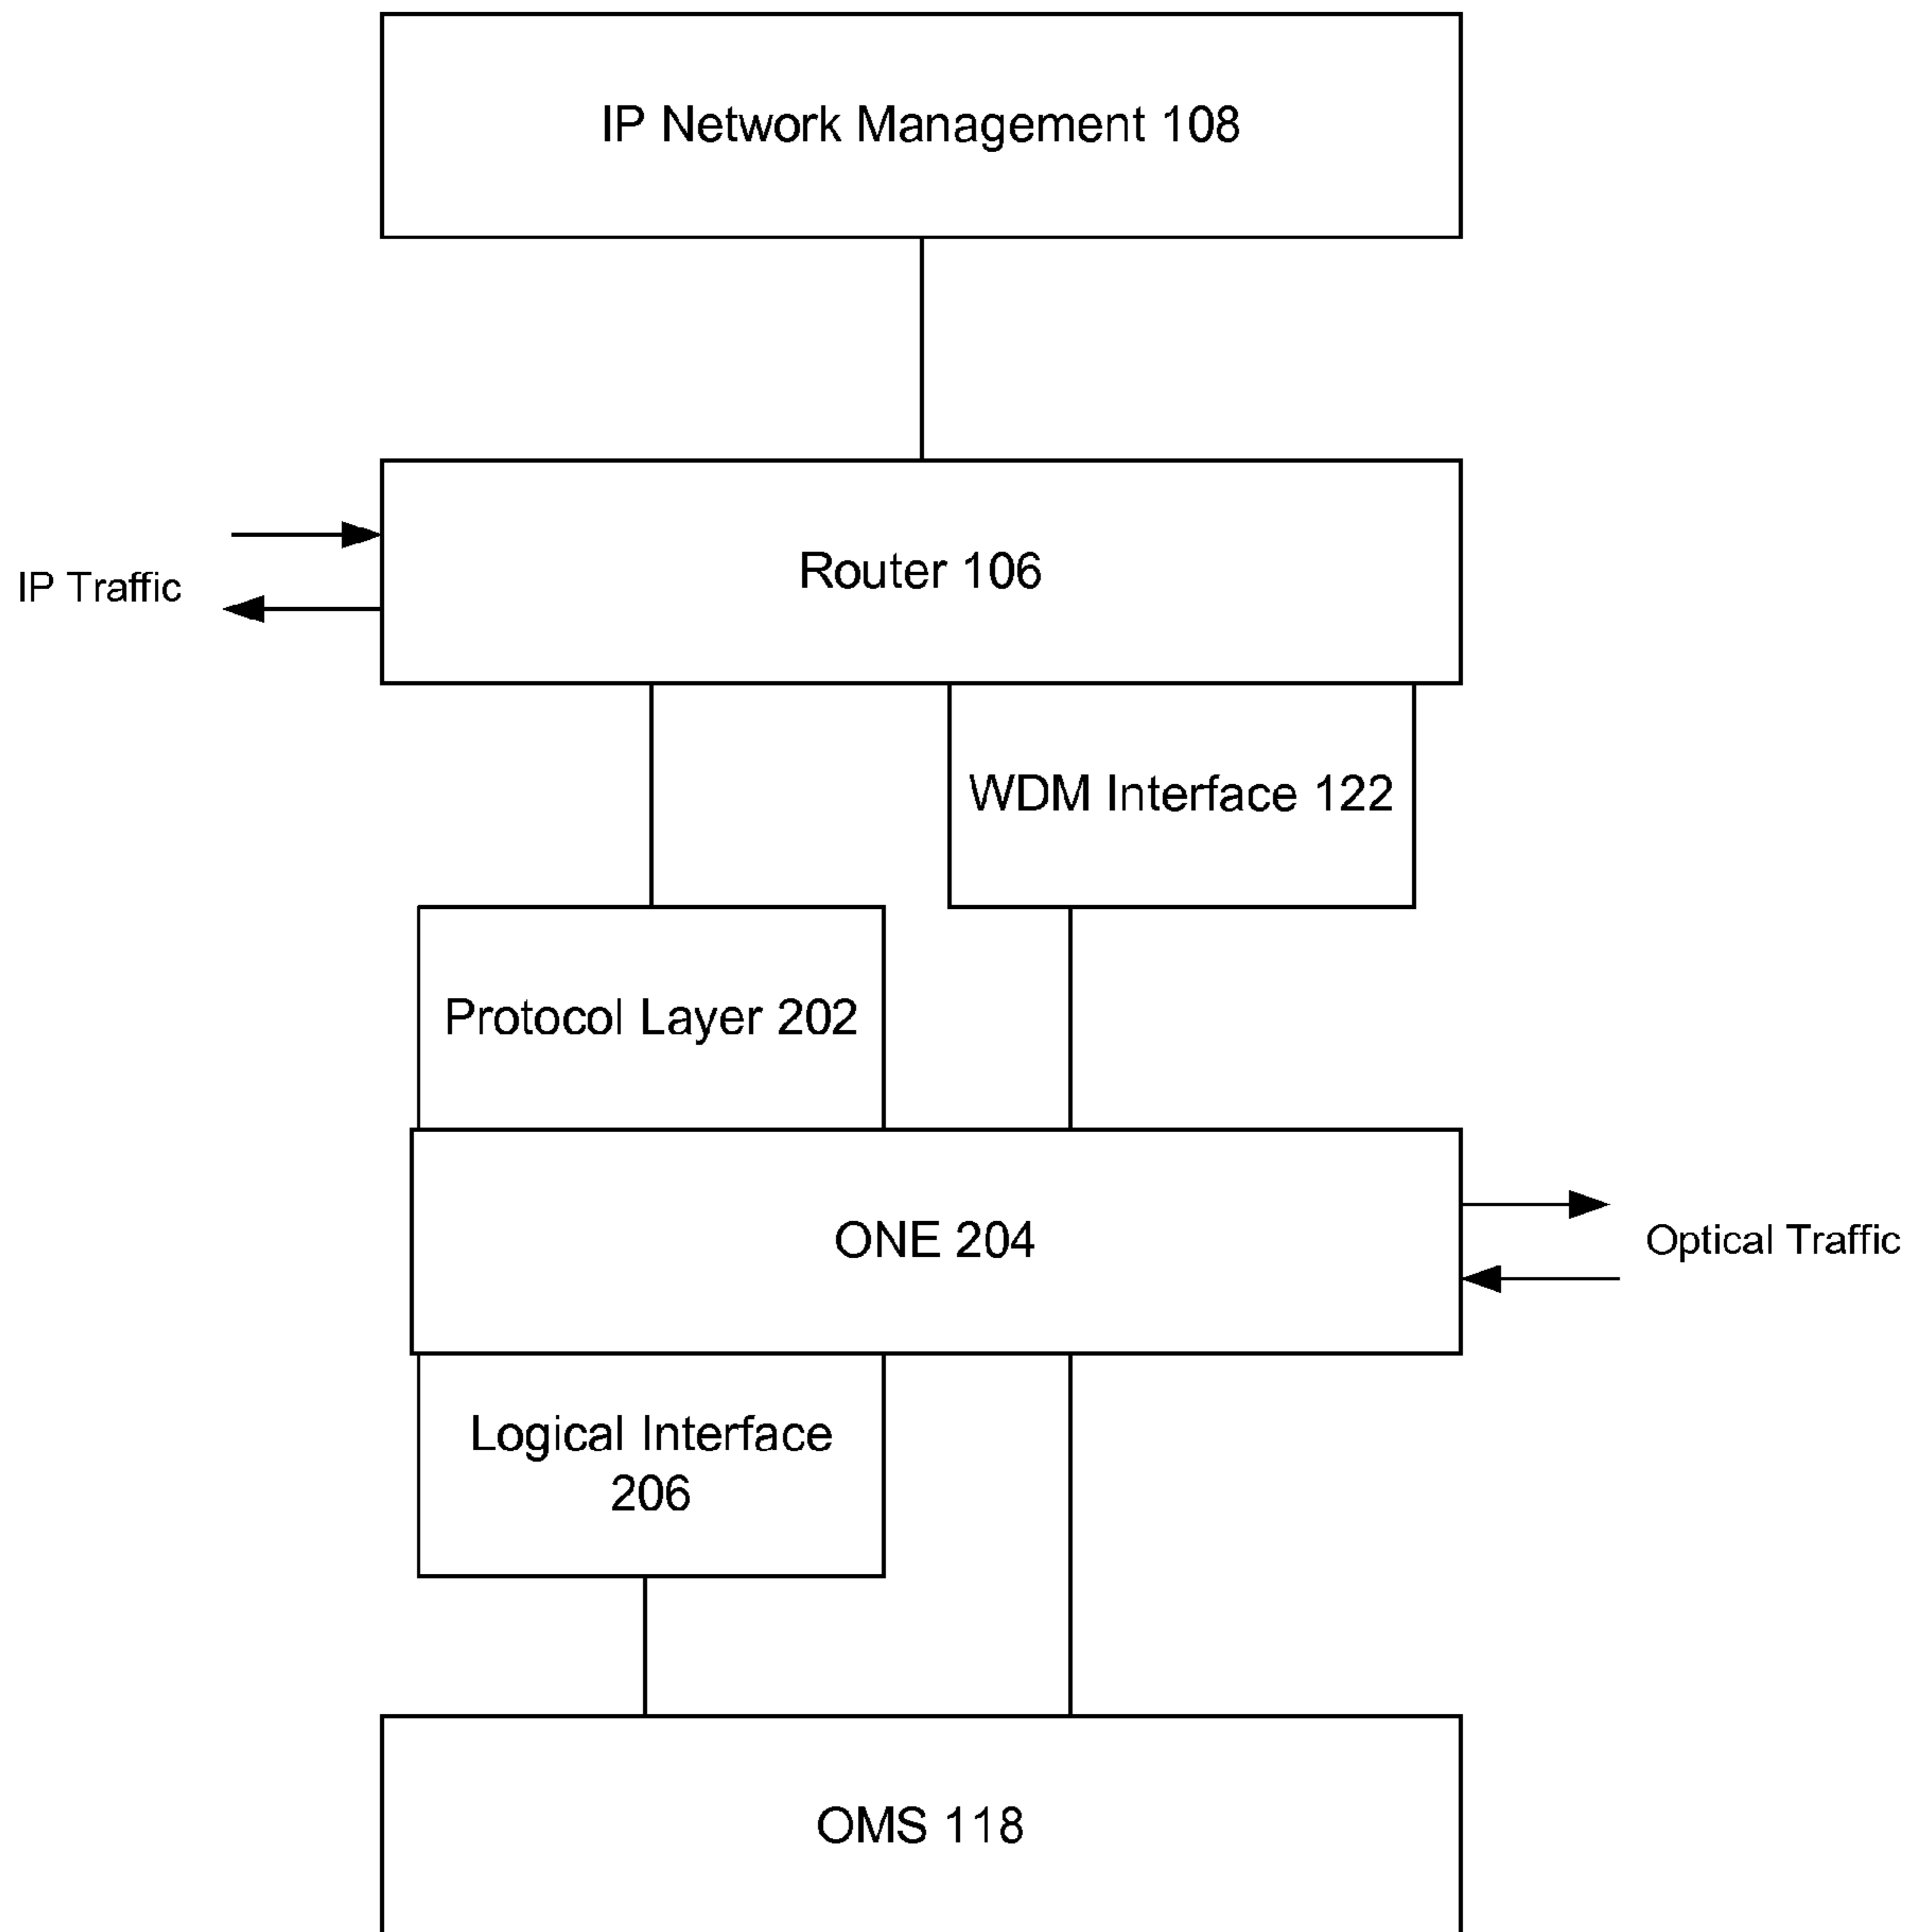 IP Network Management 108
Router 106
IP Traffic
WDM Interface 122
Protocol Layer 202
ONE 204
Optical Traffic
Logical Interface
206
OMS 118